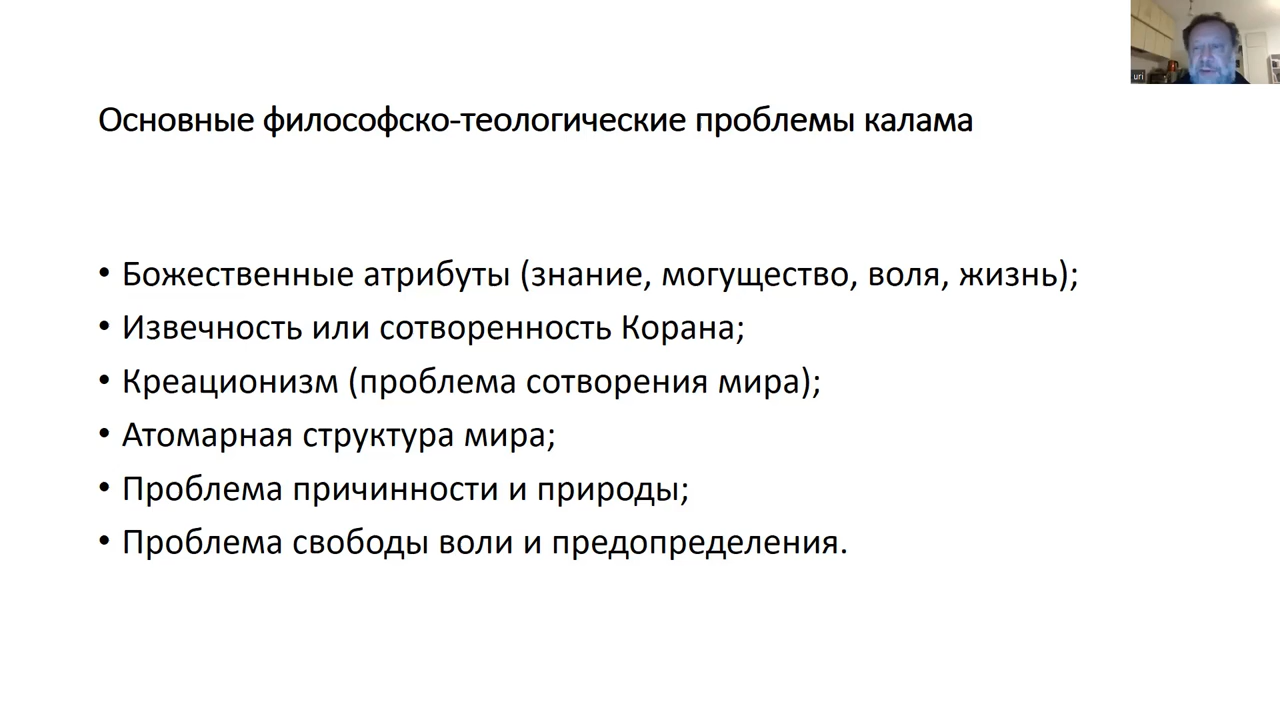 uri
Основные философско-теологические проблемы калама
• Божественные атрибуты (знание, могущество, воля, жизнь);
• Извечность или сотворенность Корана;
• Креационизм (проблема сотворения мира);
• Атомарная структура мира;
• Проблема причинности и природы;
• Проблема свободы воли и предопределения.